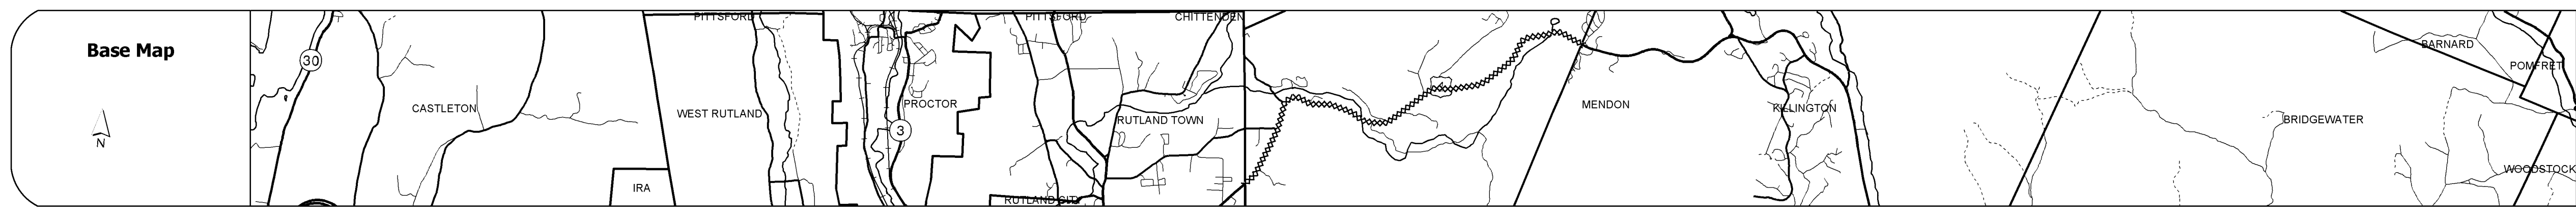 Base Map
N
30
CASTLETON
PITTSFORD
WEST RUTLAND
IRA
PROCTOR
3
PITTSFORD
CHITTENDEN
RUTLAND TOWN
RUTLAND CITY
MENDON
KILLINGTON
BARNARD
POMFRET
BRIDGEWATER
WOODSTOCK